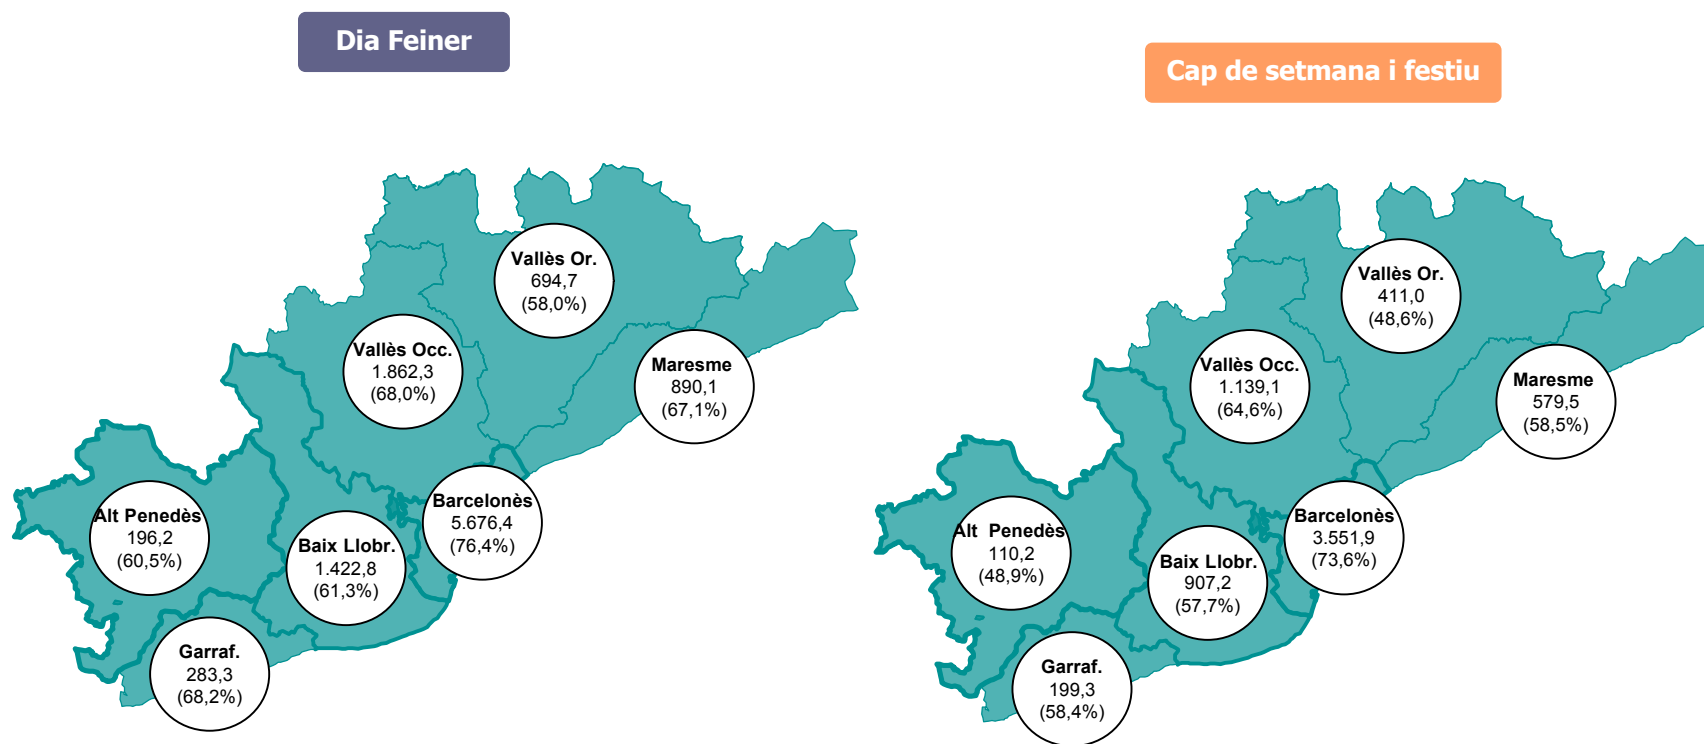 Dia Feiner
Vallès Or.
694,7
(58,0%)
Vallès Occ.
1.862,3
(68,0%)
Maresme
890,1
(67,1%)
Barcelonès
5.676,4
(76,4%)
Alt Penedès
196,2
(60,5%)
Baix Llobr.
1.422,8
(61,3%)
Garraf.
283,3
(68,2%)
Cap de setmana i festiu
Vallès Or.
411,0
(48,6%)
Vallès Occ.
1.139,1
(64,6%)
Maresme
579,5
(58,5%)
Barcelonès
3.551,9
(73,6%)
Alt Penedès
110,2
(48,9%)
Baix Llobr.
907,2
(57,7%)
Garraf.
199,3
(58,4%)